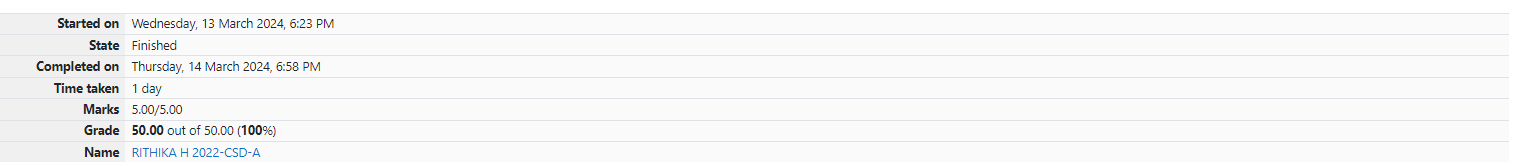 Started on Wednesday, 13 March 2024, 6:23 PM
State Finished
Completed on Thursday, 14 March 2024, 6:58 PM
Time taken 1 day
Marks 5.00/5.00
Grade 50.00 out of 50.00 (100%)
Name RITHIKA H 2022-CSD-A